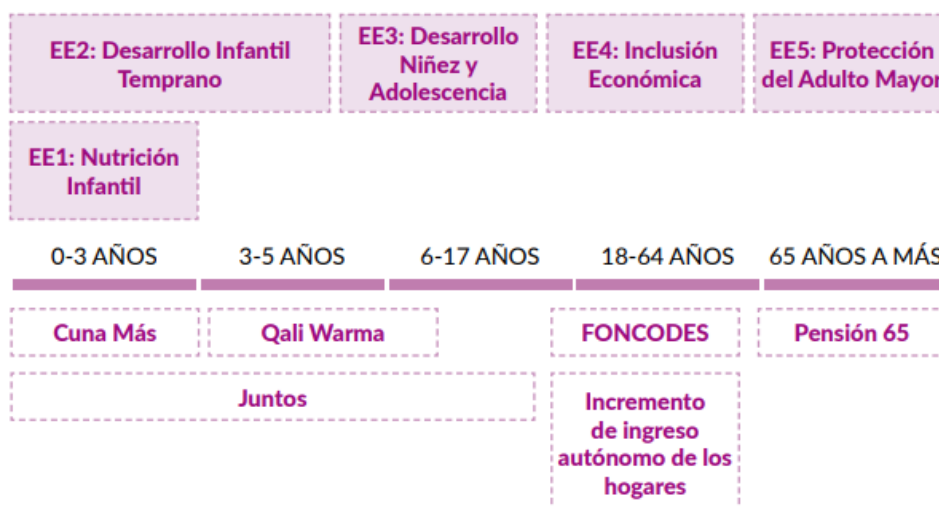 EE2: Desarrollo Infantil
Temprano
EE3: Desarrollo
Niñez y
Adolescencia
EE4: Inclusión
Económica
EE5: Protección
del Adulto Mayor
EE1: Nutrición
Infantil
0-3 AÑOS
3-5 AÑOS
6-17 AÑOS
18-64 AÑOS
65 AÑOS A MÁS
Cuna Más
Qali Warma
FONCODES
Pensión 65
Juntos
Incremento
de ingreso
autónomo de los
hogares